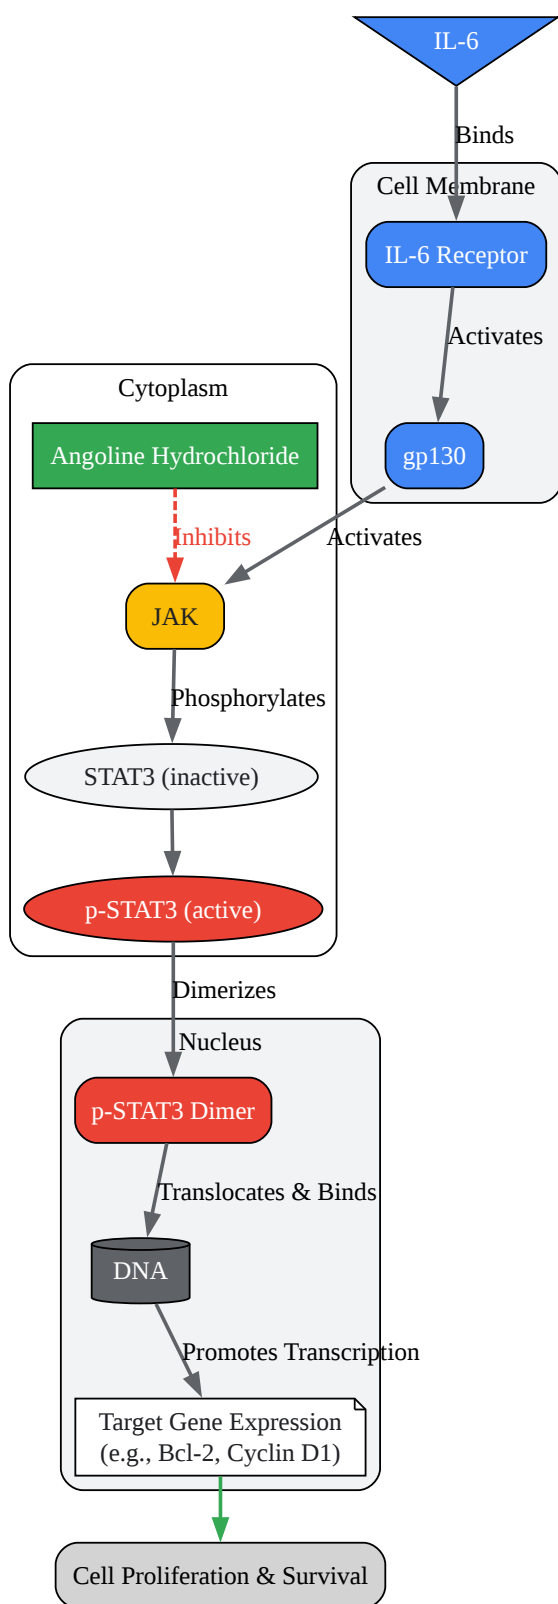 IL-6
Binds
Cell Membrane
IL-6 Receptor
Activates
Cytoplasm
Angoline Hydrochloride
gp130
Inhibits
Activates
JAK
Phosphorylates
STAT3 (inactive)
p-STAT3 (active)
Dimerizes
Nucleus
p-STAT3 Dimer
Translocates & Binds
DNA
Promotes Transcription
Target Gene Expression
(e.g., Bcl-2, Cyclin D1)
Cell Proliferation & Survival